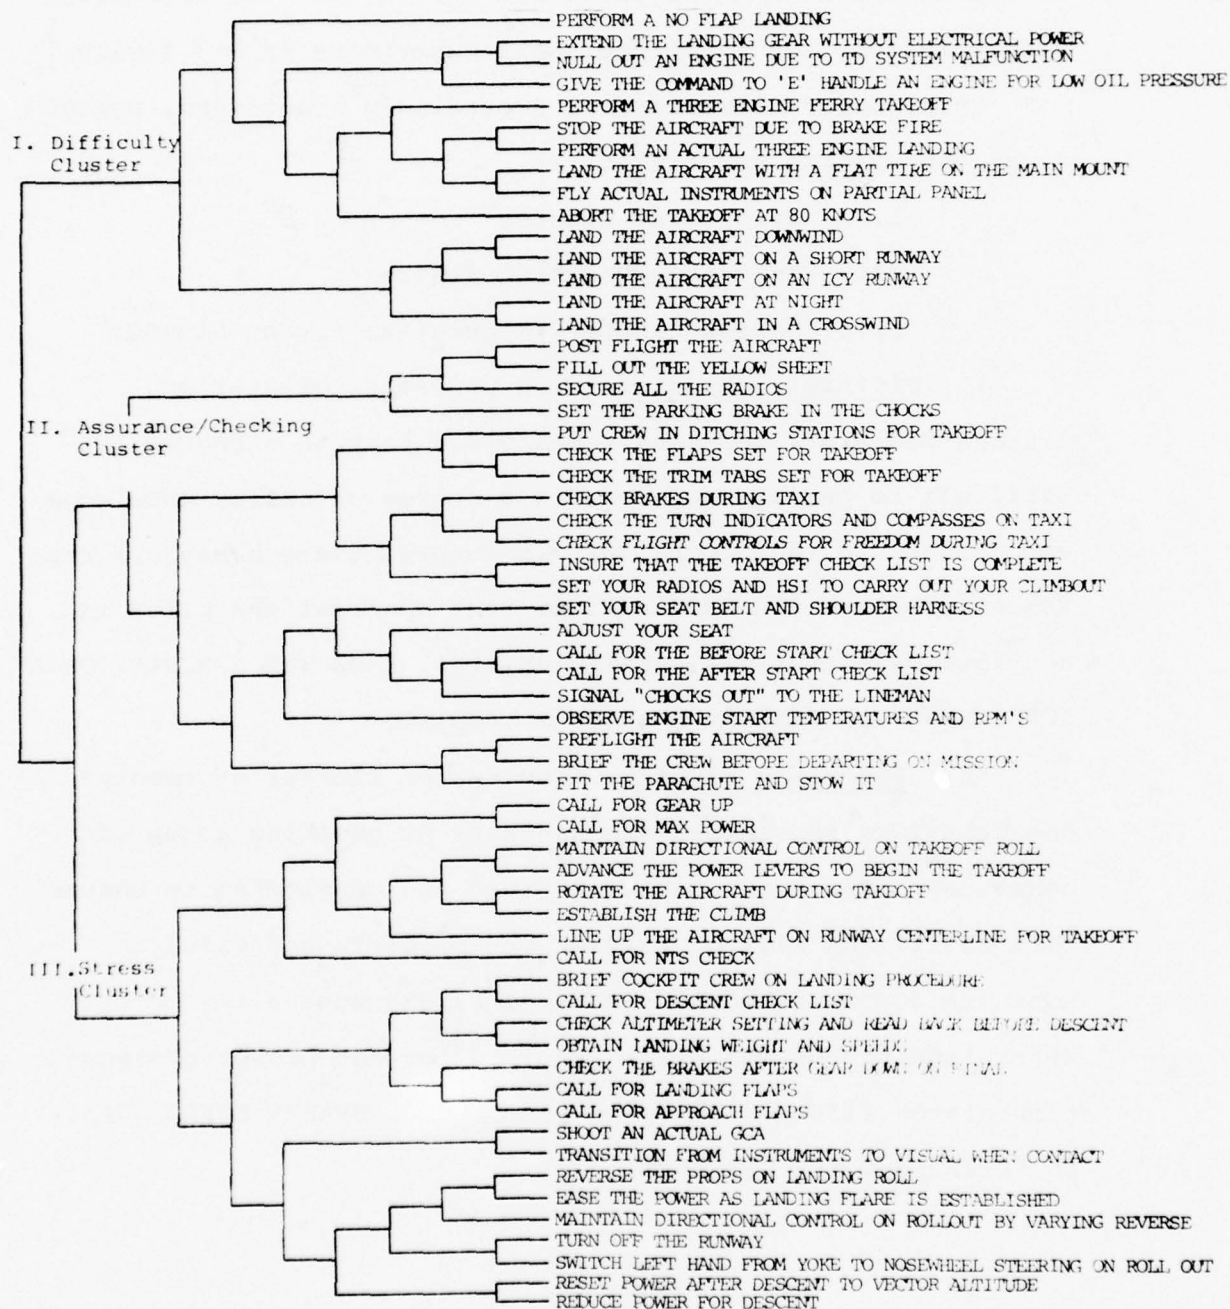 PERFORM A NO FLAP LANDING
EXTEND THE LANDING GEAR WITHOUT ELECTRICAL POWER
NULL OUT AN ENGINE DUE TO TD SYSTEM MALFUNCTION
GIVE THE COMMAND TO 'E' HANDLE AN ENGINE FOR LOW OIL PRESSURE
PERFORM A THREE ENGINE FERRY TAKEOFF
STOP THE AIRCRAFT DUE TO BRAKE FIRE
I. Difficulty
Cluster
PERFORM AN ACTUAL THREE ENGINE LANDING
LAND THE AIRCRAFT WITH A FLAT TIRE ON THE MAIN MOUNT
FLY ACTUAL INSTRUMENTS ON PARTIAL PANEL
ABORT THE TAKEOFF AT 80 KNOTS
LAND THE AIRCRAFT DOWNWIND
LAND THE AIRCRAFT ON A SHORT RUNWAY
LAND THE AIRCRAFT ON AN ICY RUNWAY
LAND THE AIRCRAFT AT NIGHT
LAND THE AIRCRAFT IN A CROSSWIND
POST FLIGHT THE AIRCRAFT
FILL OUT THE YELLOW SHEET
SECURE ALL THE RADIOS
SET THE PARKING BRAKE IN THE CHOCKS
II. Assurance/Checking
Cluster
PUT CREW IN DITCHING STATIONS FOR TAKEOFF
CHECK THE FLAPS SET FOR TAKEOFF
CHECK THE TRIM TABS SET FOR TAKEOFF
CHECK BRAKES DURING TAXI
CHECK THE TURN INDICATORS AND COMPASSES ON TAXI
CHECK FLIGHT CONTROLS FOR FREEDOM DURING TAXI
INSURE THAT THE TAKEOFF CHECK LIST IS COMPLETE
SET YOUR RADIOS AND HSI TO CARRY OUT YOUR CLIMBOUT
SET YOUR SEAT BELT AND SHOULDER HARNESS
ADJUST YOUR SEAT
CALL FOR THE BEFORE START CHECK LIST
CALL FOR THE AFTER START CHECK LIST
SIGNAL "CHOCKS OUT" TO THE LINEMAN
OBSERVE ENGINE START TEMPERATURES AND RPM'S
PREFLIGHT THE AIRCRAFT
BRIEF THE CREW BEFORE DEPARTING ON MISSION
FIT THE PARACHUTE AND STOW IT
CALL FOR GEAR UP
CALL FOR MAX POWER
MAINTAIN DIRECTIONAL CONTROL ON TAKEOFF ROLL
ADVANCE THE POWER LEVERS TO BEGIN THE TAKEOFF
ROTATE THE AIRCRAFT DURING TAKEOFF
ESTABLISH THE CLIMB
LINE UP THE AIRCRAFT ON RUNWAY CENTERLINE FOR TAKEOFF
CALL FOR NTS CHECK
III. Stress
Cluster
BRIEF COCKPIT CREW ON LANDING PROCEDURE
CALL FOR DESCENT CHECK LIST
CHECK ALTIMETER SETTING AND READ BACK BEFORE DESCENT
OBTAIN LANDING WEIGHT AND SPEEDS
CHECK THE BRAKES AFTER GEAR DOWN ON FINAL
CALL FOR LANDING FLAPS
CALL FOR APPROACH FLAPS
SHOOT AN ACTUAL GCA
TRANSITION FROM INSTRUMENTS TO VISUAL WHEN CONTACT
REVERSE THE PROPS ON LANDING ROLL
EASE THE POWER AS LANDING FLARE IS ESTABLISHED
MAINTAIN DIRECTIONAL CONTROL ON ROLLOUT BY VARYING REVERSE
TURN OFF THE RUNWAY
SWITCH LEFT HAND FROM YOKE TO NOSEWHEEL STEERING ON ROLL OUT
RESET POWER AFTER DESCENT TO VECTOR ALTITUDE
REDUCE POWER FOR DESCENT